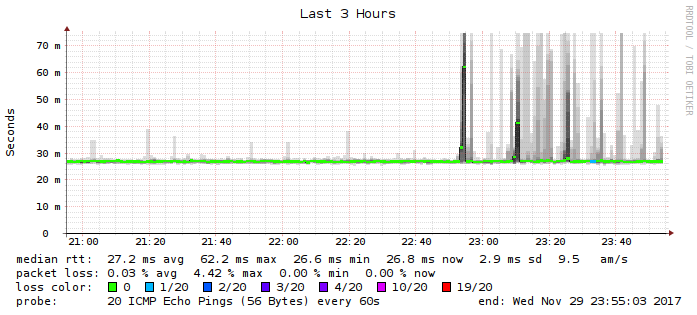 Last 3 Hours
RRDTOOL / TOBI OETIKER
Seconds
70 m
60 m
50 m
40 m
30 m
20 m
10 m
0
21:00 21:20 21:40 22:00 22:20 22:40 23:00 23:20 23:40
median rtt: 27.2 ms avg 62.2 ms max 26.6 ms min 26.8 ms now 2.9 ms sd 9.5 am/s
packet loss: 0.03 % avg 4.42 % max 0.00 % min 0.00 % now
loss color: 0 1/20 2/20 3/20 4/20 10/20 19/20
probe: 20 ICMP Echo Pings (56 Bytes) every 60s end: Wed Nov 29 23:55:03 2017